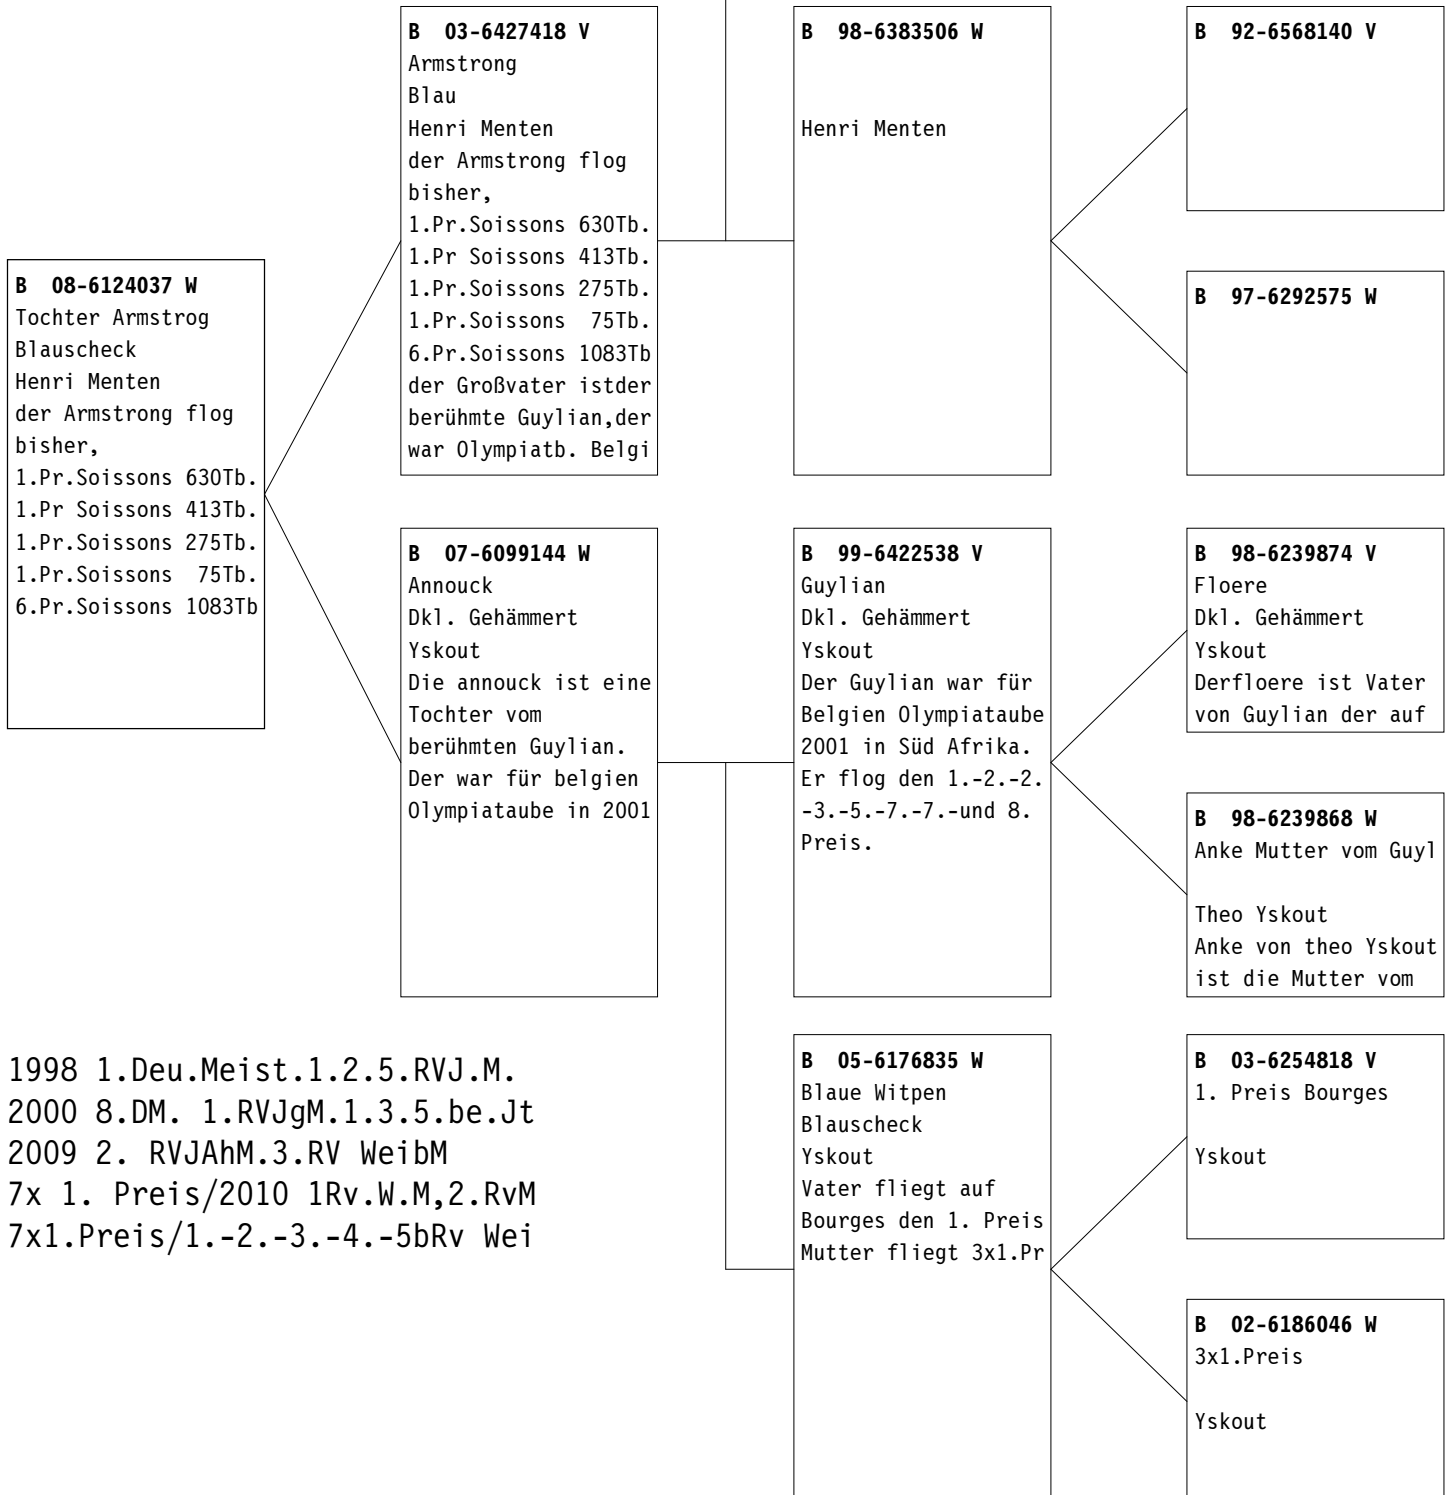 B  03-6427418 V
Armstrong
Blau
Henri Menten
der Armstrong flog
bisher,
1.Pr.Soissons 630Tb.
1.Pr Soissons 413Tb.
1.Pr.Soissons 275Tb.
1.Pr.Soissons  75Tb.
6.Pr.Soissons 1083Tb
der Großvater istder
berühmte Guylian,der
war Olympiatb. Belgi
B  98-6383506 W
Henri Menten
B  92-6568140 V
B  97-6292575 W
B  08-6124037 W
Tochter Armstrog
Blauscheck
Henri Menten
der Armstrong flog
bisher,
1.Pr.Soissons 630Tb.
1.Pr Soissons 413Tb.
1.Pr.Soissons 275Tb.
1.Pr.Soissons  75Tb.
6.Pr.Soissons 1083Tb
B  07-6099144 W
Annouck
Dkl. Gehämmert
Yskout
Die annouck ist eine
Tochter vom
berühmten Guylian.
Der war für belgien
Olympiataube in 2001
B  99-6422538 V
Guylian
Dkl. Gehämmert
Yskout
Der Guylian war für
Belgien Olympiataube
2001 in Süd Afrika.
Er flog den 1.-2.-2.
-3.-5.-7.-7.-und 8.
Preis.
B  98-6239874 V
Floere
Dkl. Gehämmert
Yskout
Derfloere ist Vater
von Guylian der auf
B  98-6239868 W
Anke Mutter vom Guyl
Theo Yskout
Anke von theo Yskout
ist die Mutter vom
B  05-6176835 W
Blaue Witpen
Blauscheck
Yskout
Vater fliegt auf
Bourges den 1. Preis
Mutter fliegt 3x1.Pr
B  03-6254818 V
1. Preis Bourges
Yskout
B  02-6186046 W
3x1.Preis
Yskout
1998 1.Deu.Meist.1.2.5.RVJ.M.
2000 8.DM. 1.RVJgM.1.3.5.be.Jt
2009 2. RVJAhM.3.RV WeibM
7x 1. Preis/2010 1Rv.W.M,2.RvM
7x1.Preis/1.-2.-3.-4.-5bRv Wei